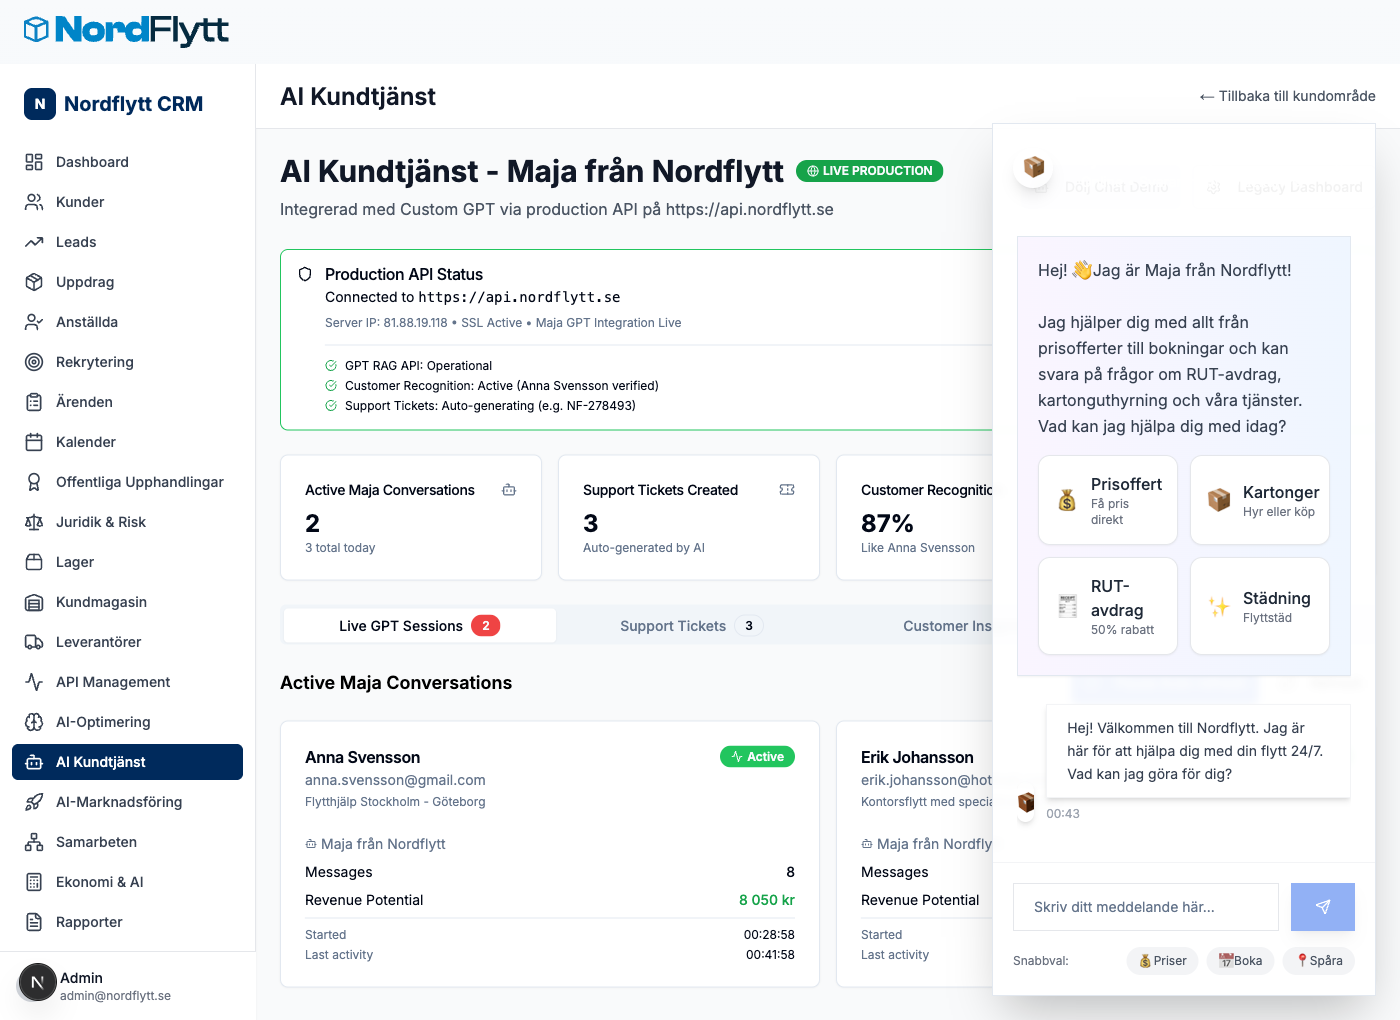 NordFlytt
N Nordflytt CRM
Dashboard
Kunder
Leads
Uppdrag
Anställda
Rekrytering
Ärenden
Kalender
Offentliga Upphandlingar
Juridik & Risk
Lager
Kundmagasin
Leverantörer
API Management
AI-Optimering
AI Kundtjänst
AI-Marknadsföring
Samarbeten
Ekonomi & AI
Rapporter
N
Admin
admin@nordflytt.se
AI Kundtjänst
← Tillbaka till kundområde
AI Kundtjänst - Maja från Nordflytt
LIVE PRODUCTION
Integrerad med Custom GPT via production API på https://api.nordflytt.se
Production API Status
Connected to https://api.nordflytt.se
Server IP: 81.88.19.118 • SSL Active • Maja GPT Integration Live
GPT RAG API: Operational
Customer Recognition: Active (Anna Svensson verified)
Support Tickets: Auto-generating (e.g. NF-278493)
Active Maja Conversations
2
3 total today
Support Tickets Created
3
Auto-generated by AI
Customer Recognitio
87%
Like Anna Svensson
Live GPT Sessions 2
Support Tickets 3
Customer Ins
Active Maja Conversations
Anna Svensson
Active
anna.svensson@gmail.com
Flytthjälp Stockholm - Göteborg
Maja från Nordflytt
Messages 8
Revenue Potential 8 050 kr
Started 00:28:58
Last activity 00:41:58
Erik Johansson
erik.johansson@hot
Kontorsflytt med specia
Maja från Nordfly
Messages
Revenue Potential
Started
Last activity
Dölj Chat Demo
Legacy Dashboard
Hej! 👋Jag är Maja från Nordflytt!
Jag hjälper dig med allt från
prisofferter till bokningar och kan
svara på frågor om RUT-avdrag,
kartonguthyrning och våra tjänster.
Vad kan jag hjälpa dig med idag?
Prisoffert
Få pris
direkt
Kartonger
Hyr eller köp
RUT-
avdrag
50% rabatt
Städning
Flyttstäd
Hej! Välkommen till Nordflytt. Jag är
här för att hjälpa dig med din flytt 24/7.
Vad kan jag göra för dig?
00:43
Skriv ditt meddelande här...
Snabbval:
Priser
Boka
Spåra